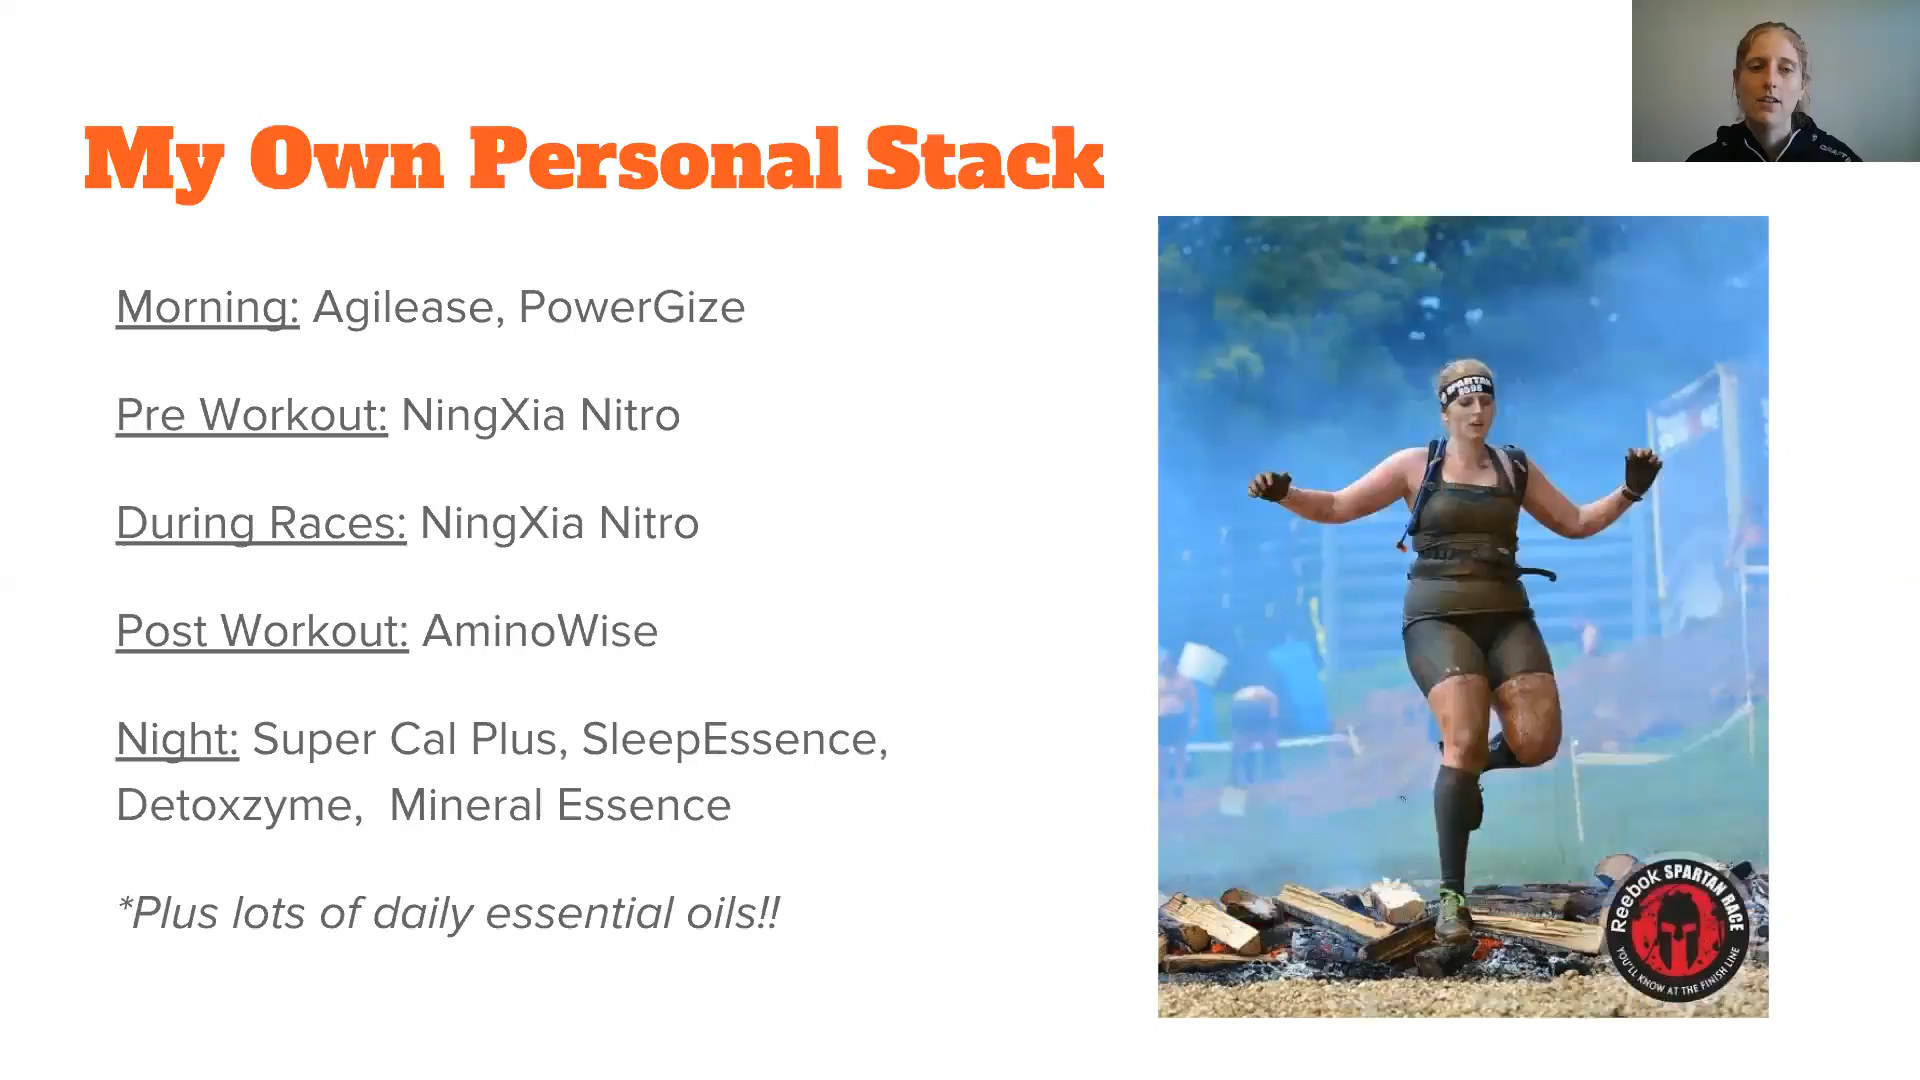 My Own Personal Stack
Morning: Agilease, PowerGize
Pre Workout: NingXia Nitro
During Races: NingXia Nitro
Post Workout: AminoWise
Night: Super Cal Plus, SleepEssence,
Detoxzyme,  Mineral Essence
*Plus lots of daily essential oils!!
SPARTAN
Reebok SPARTAN RACE
YOU'LL KNOW AT THE FINISH LINE